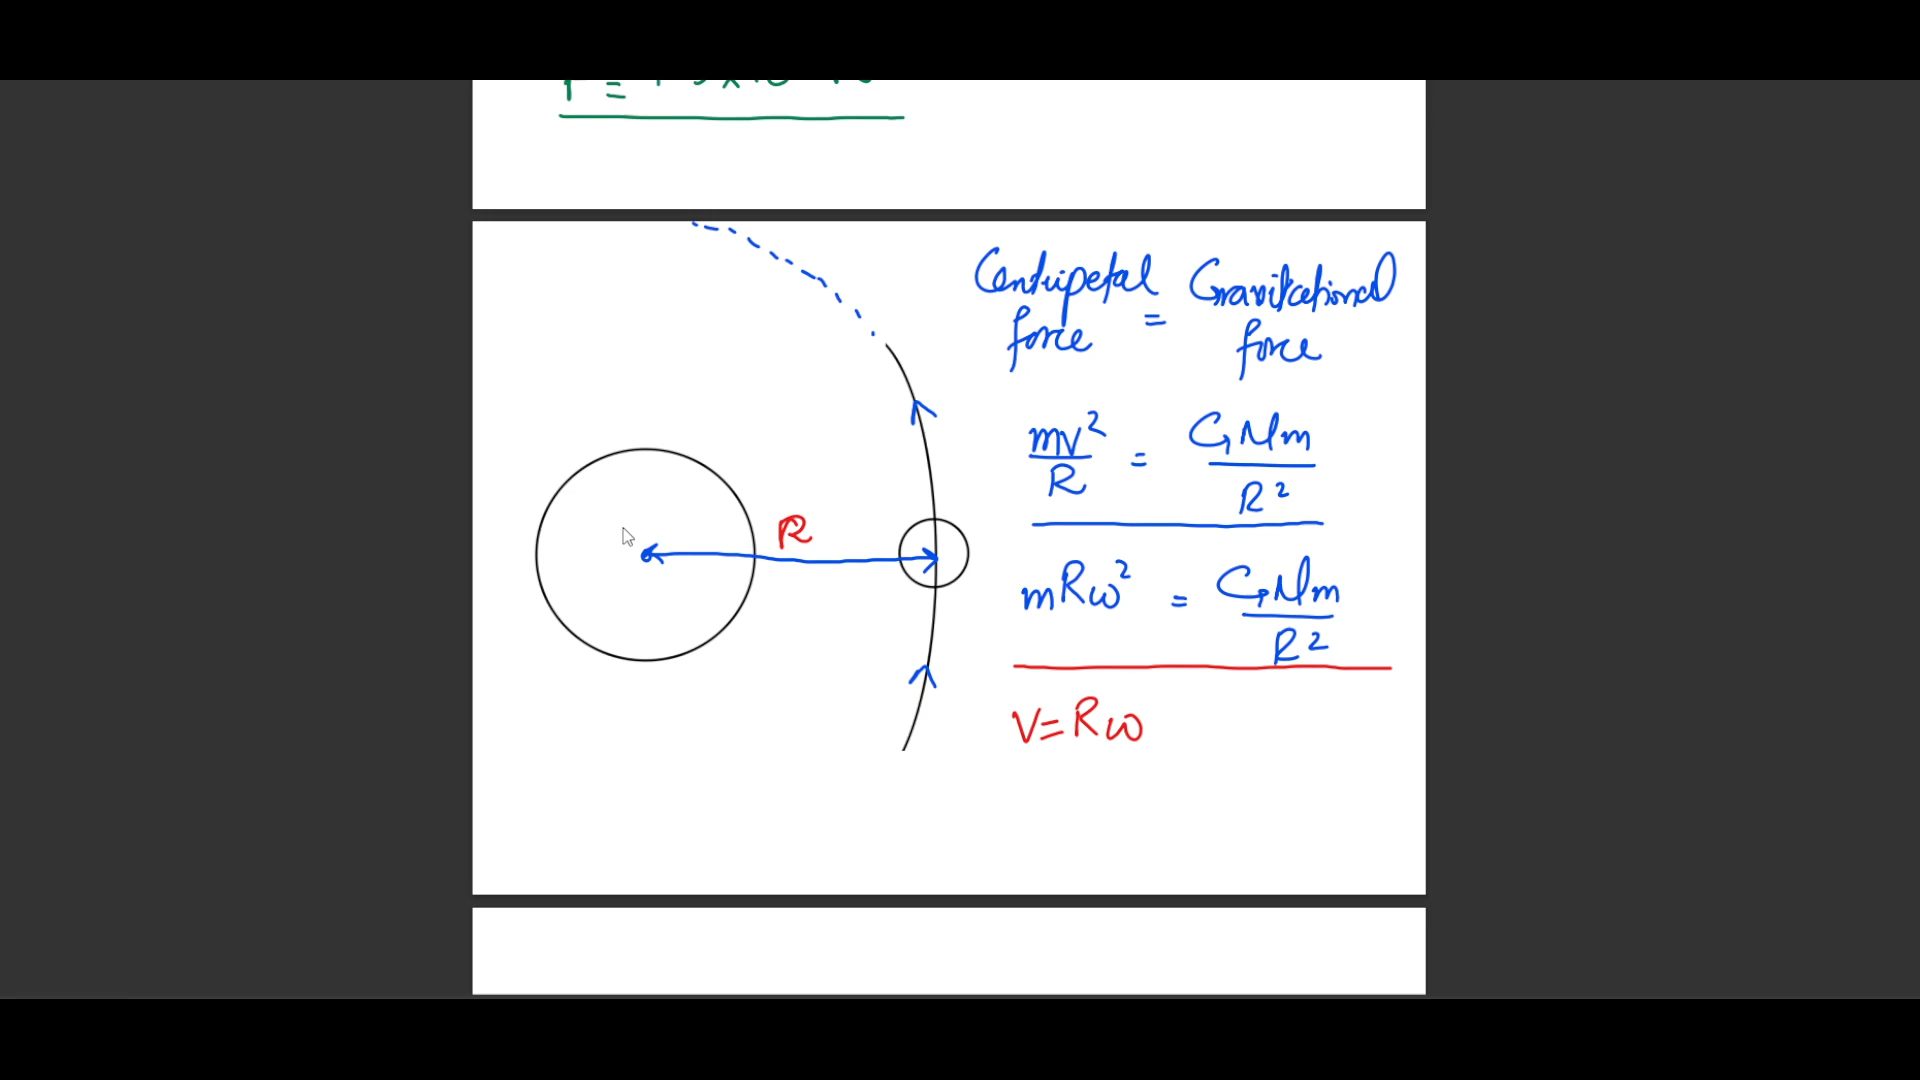 Centripetal force = Gravitational force
mv²/R = GMm/R²
R
mRω² = GMm/R²
V=Rω